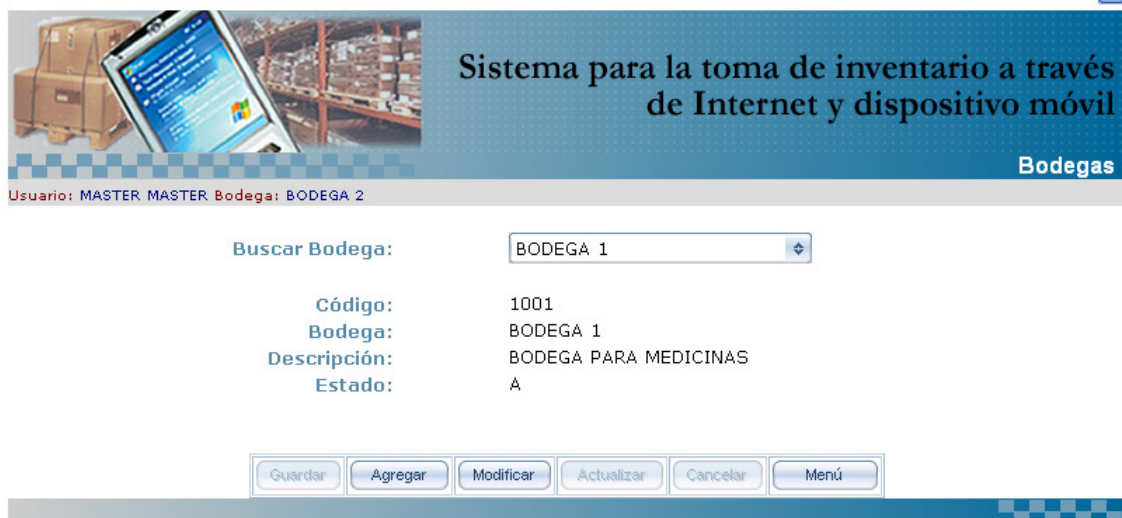 Sistema para la toma de inventario a través
de Internet y dispositivo móvil
Bodegas
Usuario: MASTER MASTER Bodega: BODEGA 2
Buscar Bodega: BODEGA 1
Código: 1001
Bodega: BODEGA 1
Descripción: BODEGA PARA MEDICINAS
Estado: A
Guardar Agregar Modificar Actualizar Cancelar Menú